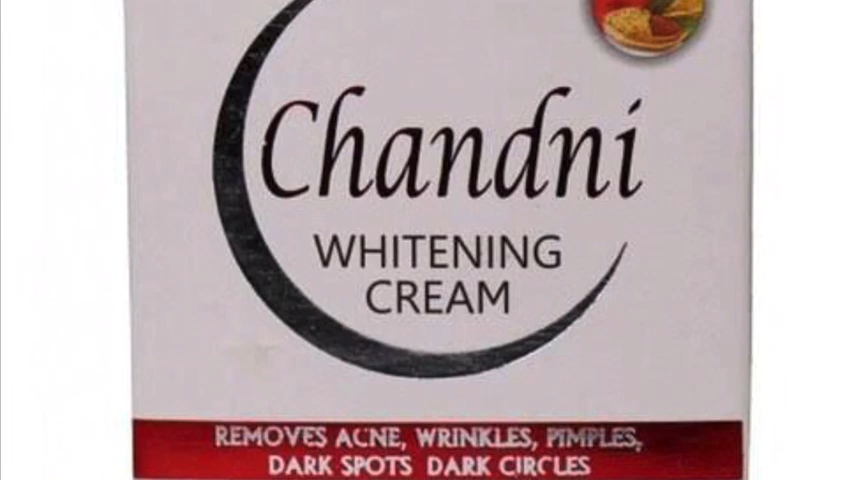 Chandni
WHITENING
CREAM
REMOVES ACNE, WRINKLES, PIMPLES,
DARK SPOTS DARK CIRCLES